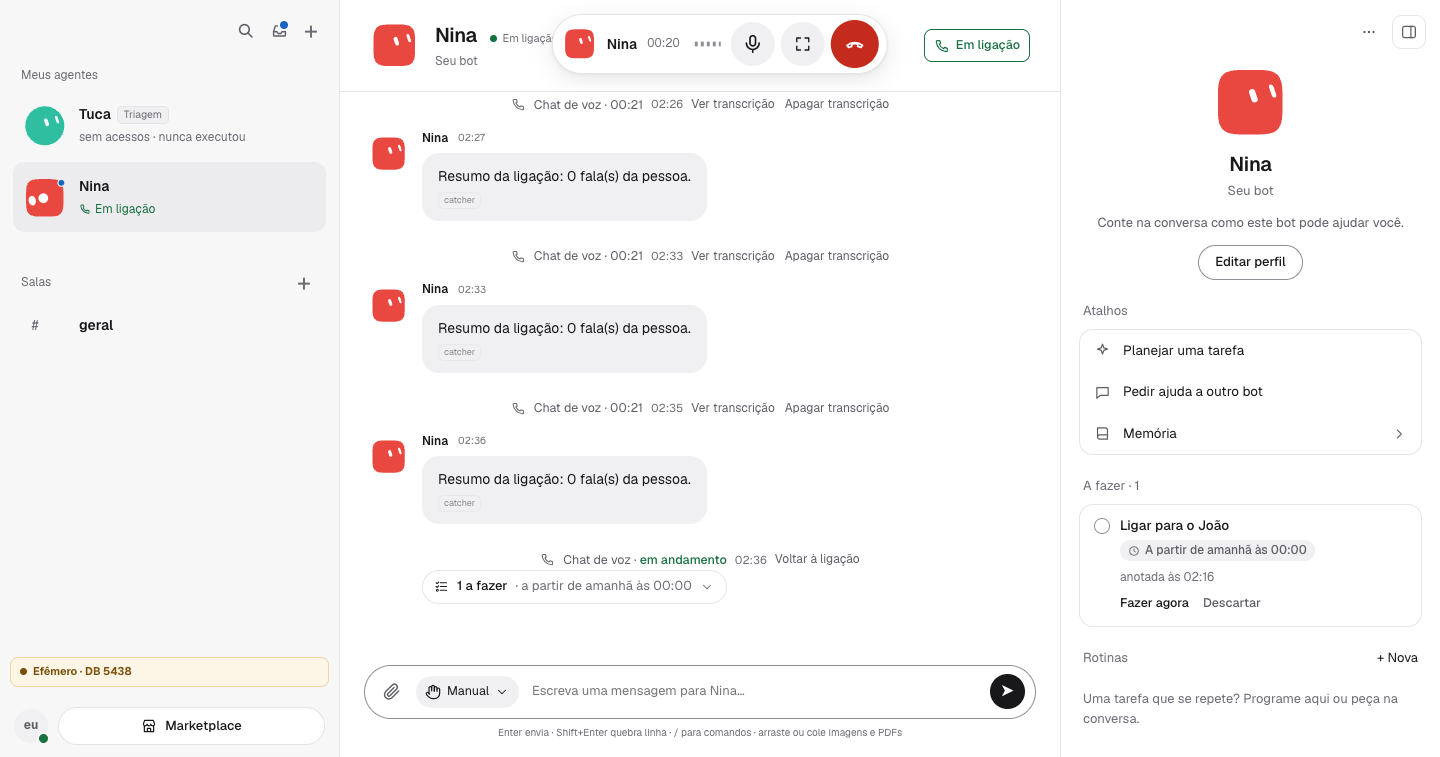 Meus agentes
Tuca Triagem
sem acessos · nunca executou
Nina
Em ligação
Salas
# geral
Efêmero · DB 5438
eu
Marketplace
Nina
Seu bot
Nina 00:20
Em ligação
Chat de voz · 00:21 02:26 Ver transcrição Apagar transcrição
Nina 02:27
Resumo da ligação: 0 fala(s) da pessoa.
catcher
Chat de voz · 00:21 02:33 Ver transcrição Apagar transcrição
Nina 02:33
Resumo da ligação: 0 fala(s) da pessoa.
catcher
Chat de voz · 00:21 02:35 Ver transcrição Apagar transcrição
Nina 02:36
Resumo da ligação: 0 fala(s) da pessoa.
catcher
Chat de voz · em andamento 02:36 Voltar à ligação
1 a fazer · a partir de amanhã às 00:00
Manual
Escreva uma mensagem para Nina...
Enter envia · Shift+Enter quebra linha · / para comandos · arraste ou cole imagens e PDFs
Nina
Seu bot
Conte na conversa como este bot pode ajudar você.
Editar perfil
Atalhos
Planejar uma tarefa
Pedir ajuda a outro bot
Memória
A fazer · 1
Ligar para o João
A partir de amanhã às 00:00
anotada às 02:16
Fazer agora Descartar
Rotinas + Nova
Uma tarefa que se repete? Programe aqui ou peça na
conversa.